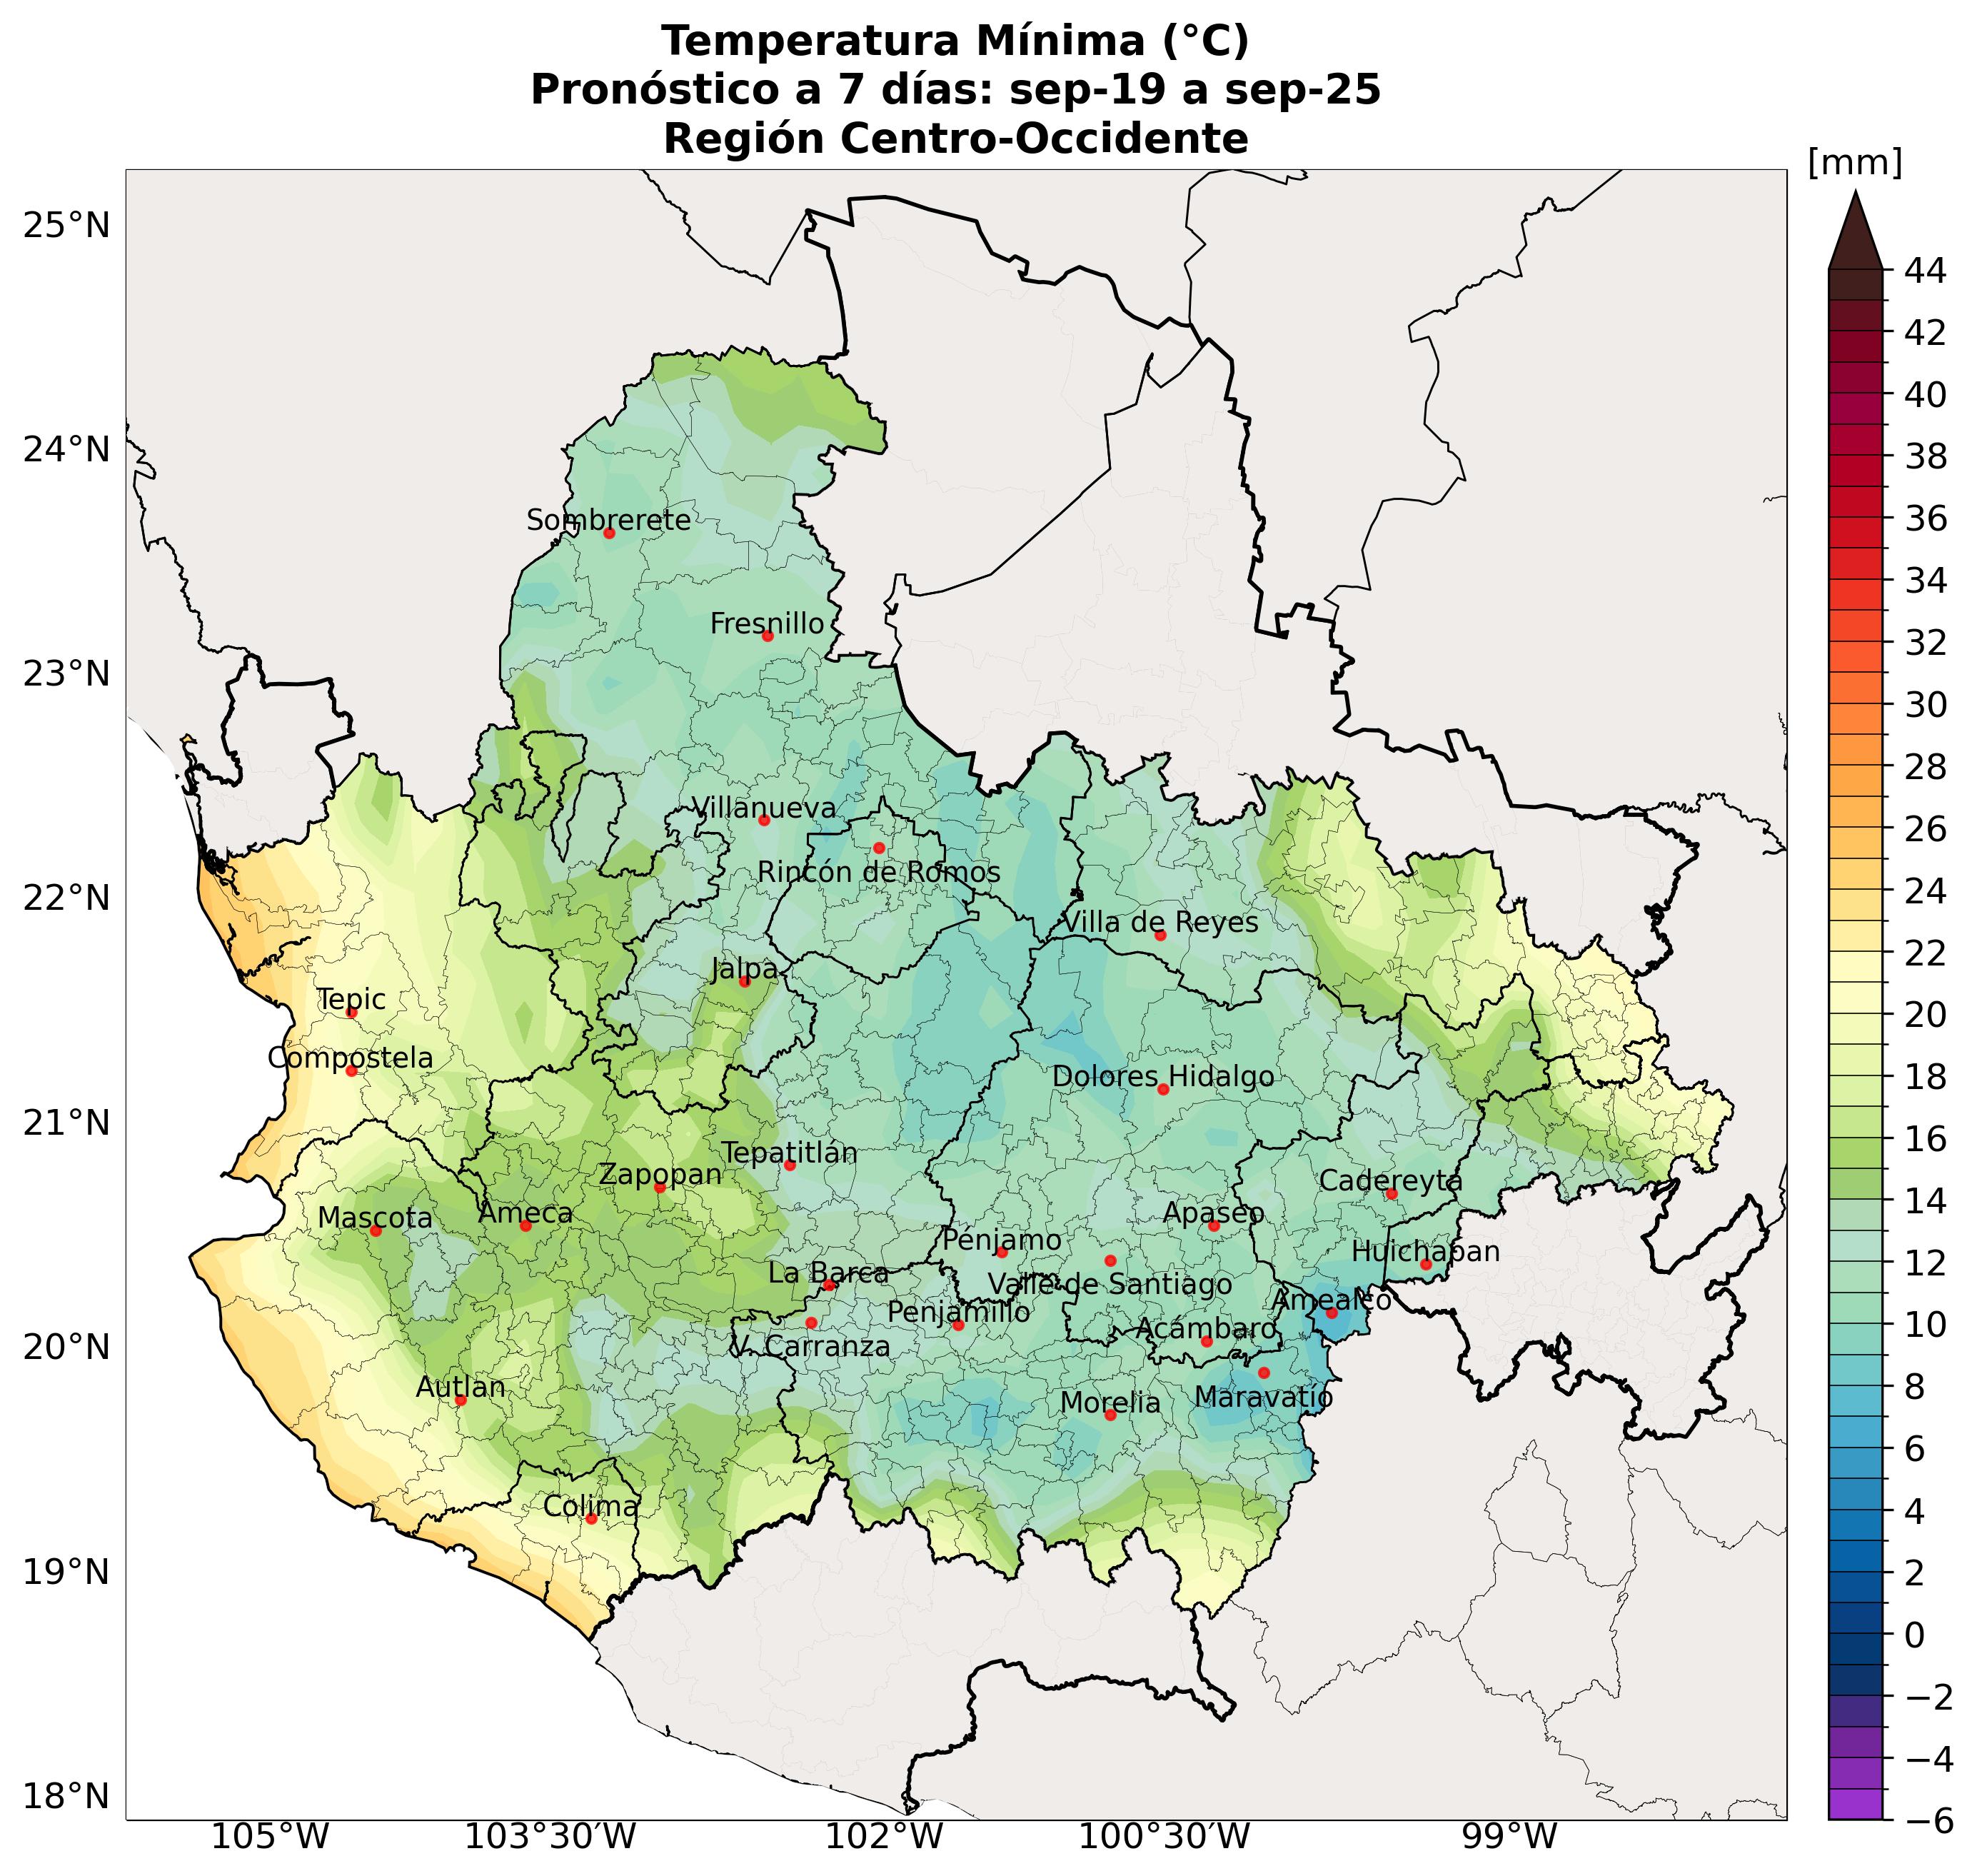 Temperatura Mínima (°C)
Pronóstico a 7 días: sep-19 a sep-25
Región Centro-Occidente
[mm]
25°N
24°N
23°N
22°N
21°N
20°N
19°N
18°N
105°W
103°30′W
102°W
100°30′W
99°W
44
42
40
38
36
34
32
30
28
26
24
22
20
18
16
14
12
10
8
6
4
2
0
−2
−4
−6
Sombrerete
Fresnillo
Villanueva
Rincón de Romos
Villa de Reyes
Jalpa
Tepic
Compostela
Dolores Hidalgo
Tepatitlán
Zapopan
Cadereyta
Mascota
Ameca
Apaseo
Pénjamo
Huichapan
La Barca
Valle de Santiago
Amealco
Penjamillo
Acámbaro
V. Carranza
Autlan
Maravatío
Morelia
Colima